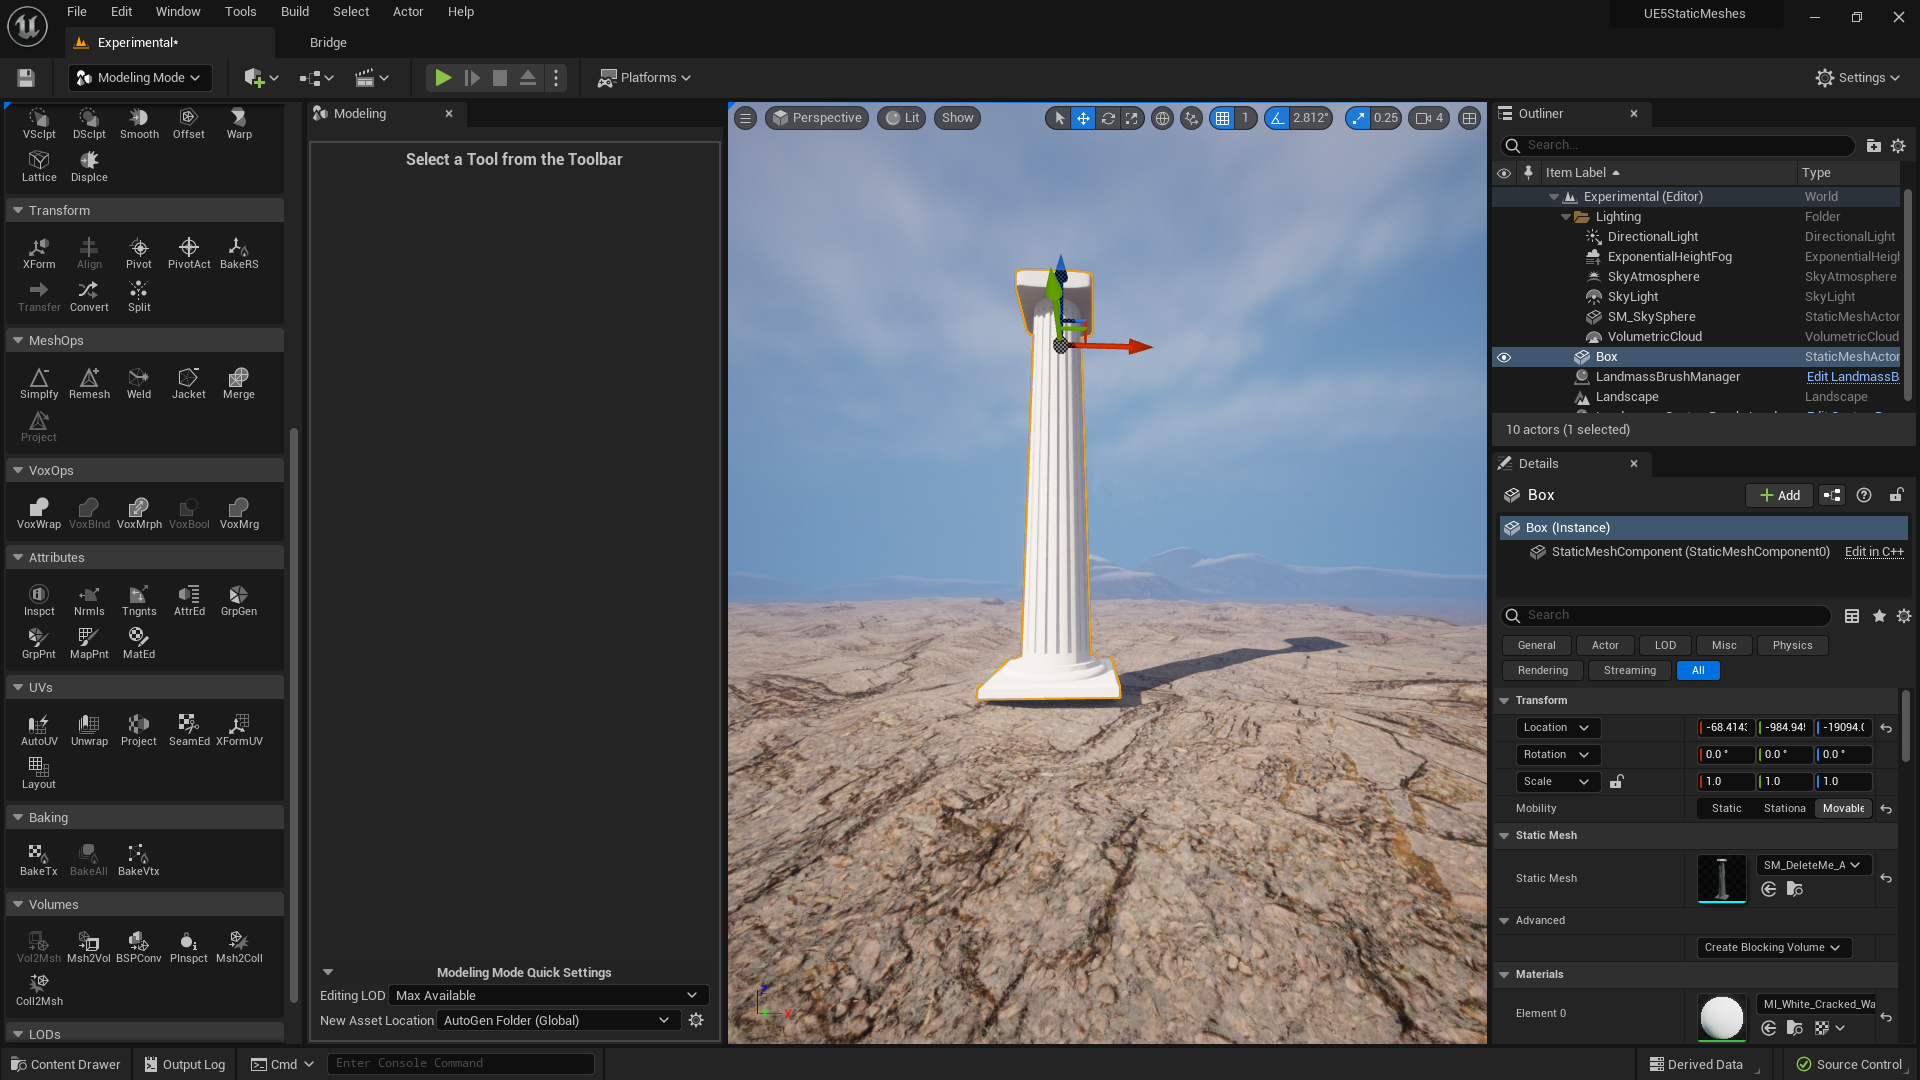 File Edit Window Tools Build Select Actor Help
UE5StaticMeshes
Experimental*
Bridge
Modeling Mode
Platforms
Settings
VSclpt DSclpt Smooth Offset Warp
Lattice Displce
Transform
XForm Align Pivot PivotAct BakeRS
Transfer Convert Split
MeshOps
Simplfy Remesh Weld Jacket Merge
Project
VoxOps
VoxWrap VoxBlnd VoxMrph VoxBool VoxMrg
Attributes
Inspct Nrmls Tngnts AttrEd GrpGen
GrpPnt MapPnt MatEd
UVs
AutoUV Unwrap Project SeamEd XFormUV
Layout
Baking
BakeTx BakeAll BakeVtx
Volumes
Vol2Msh Msh2Vol BSPConv PInspct Msh2Coll
Coll2Msh
LODs
Modeling
Select a Tool from the Toolbar
Modeling Mode Quick Settings
Editing LOD Max Available
New Asset Location AutoGen Folder (Global)
Perspective Lit Show
1 2.812° 0.25 4
Z
Y X
Outliner
Search...
Item Label Type
Experimental (Editor) World
Lighting Folder
DirectionalLight DirectionalLight
ExponentialHeightFog ExponentialHeigh
SkyAtmosphere SkyAtmosphere
SkyLight SkyLight
SM_SkySphere StaticMeshActor
VolumetricCloud VolumetricCloud
Box StaticMeshActor
LandmassBrushManager Edit LandmassB
Landscape Landscape
10 actors (1 selected)
Details
Box
Add
Box (Instance)
StaticMeshComponent (StaticMeshComponent0) Edit in C++
Search
General Actor LOD Misc Physics
Rendering Streaming All
Transform
Location -68.414 -984.94 -19094.
Rotation 0.0 ° 0.0 ° 0.0 °
Scale 1.0 1.0 1.0
Mobility Static Stationa Movable
Static Mesh
Static Mesh SM_DeleteMe_A
Advanced
Create Blocking Volume
Materials
MI_White_Cracked_Wa
Element 0
Content Drawer Output Log Cmd Enter Console Command
Derived Data Source Control